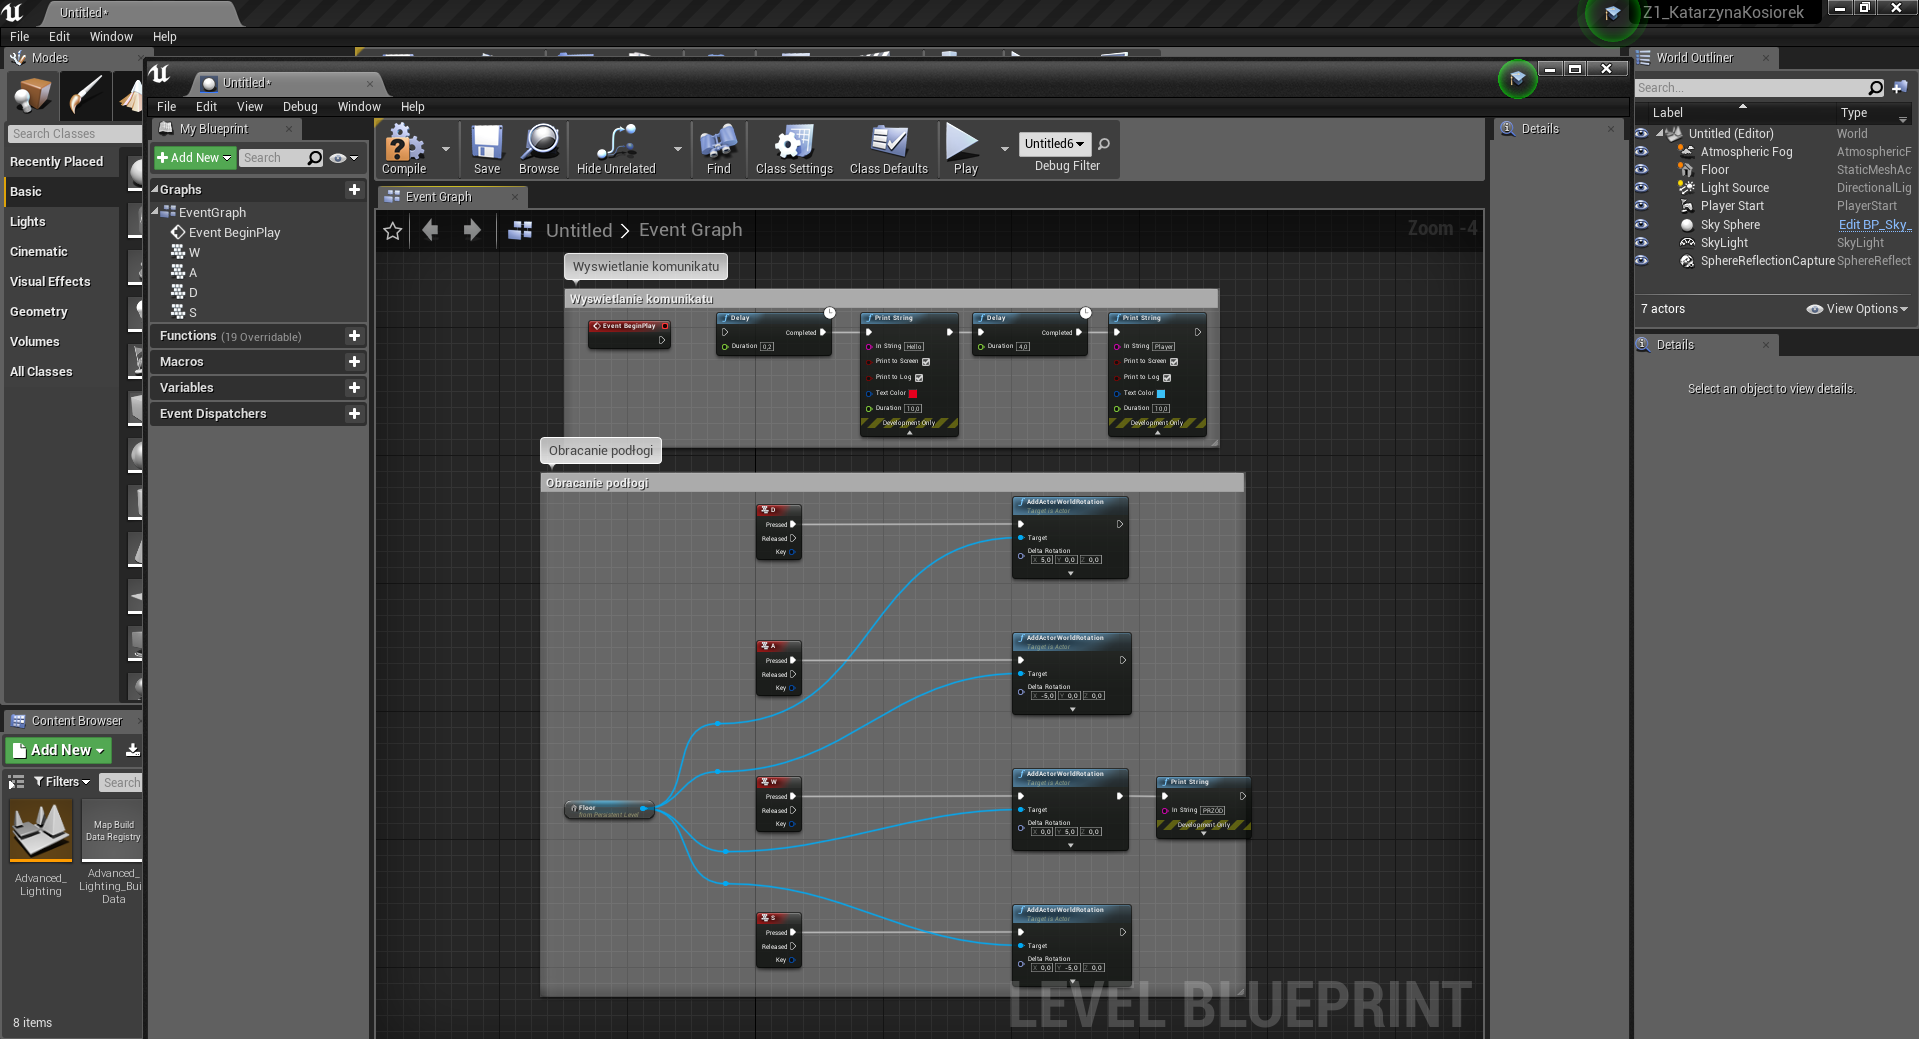 Untitled*
Z1_KatarzynaKosiorek
File Edit Window Help
Modes
Search Classes
Recently Placed
Basic
Lights
Cinematic
Visual Effects
Geometry
Volumes
All Classes
Content Browser
Add New
Filters
Search
Advanced_
Lighting
Map Build
Data Registry
Advanced_
Lighting_Bui
Data
8 items
Untitled*
File Edit View Debug Window Help
My Blueprint
Add New
Search
Graphs
EventGraph
Event BeginPlay
W
A
D
S
Functions (19 Overridable)
Macros
Variables
Event Dispatchers
Compile
Save
Browse
Hide Unrelated
Find
Class Settings
Class Defaults
Play
Untitled6
Debug Filter
Event Graph
Untitled > Event Graph
Zoom -4
Wyswietlanie komunikatu
Wyswietlanie komunikatu
Event BeginPlay
Delay
Completed
Duration 0,2
Print String
In String Hello
Print to Screen
Print to Log
Text Color
Duration 10,0
Development Only
Delay
Completed
Duration 4,0
Print String
In String Player
Print to Screen
Print to Log
Text Color
Duration 10,0
Development Only
Obracanie podłogi
Obracanie podłogi
D
Pressed
Released
Key
AddActorWorldRotation
Target is Actor
Target
Delta Rotation
X 5,0 Y 0,0 Z 0,0
A
Pressed
Released
Key
AddActorWorldRotation
Target is Actor
Target
Delta Rotation
X -5,0 Y 0,0 Z 0,0
Floor
from Persistent Level
W
Pressed
Released
Key
AddActorWorldRotation
Target is Actor
Target
Delta Rotation
X 0,0 Y 5,0 Z 0,0
Print String
In String PRZÓD
Development Only
S
Pressed
Released
Key
AddActorWorldRotation
Target is Actor
Target
Delta Rotation
X 0,0 Y -5,0 Z 0,0
LEVEL BLUEPRINT
Details
World Outliner
Search...
Label Type
Untitled (Editor) World
Atmospheric Fog AtmosphericF
Floor StaticMeshAc
Light Source DirectionalLig
Player Start PlayerStart
Sky Sphere Edit BP_Sky_
SkyLight SkyLight
SphereReflectionCapture SphereReflect
7 actors
View Options
Details
Select an object to view details.